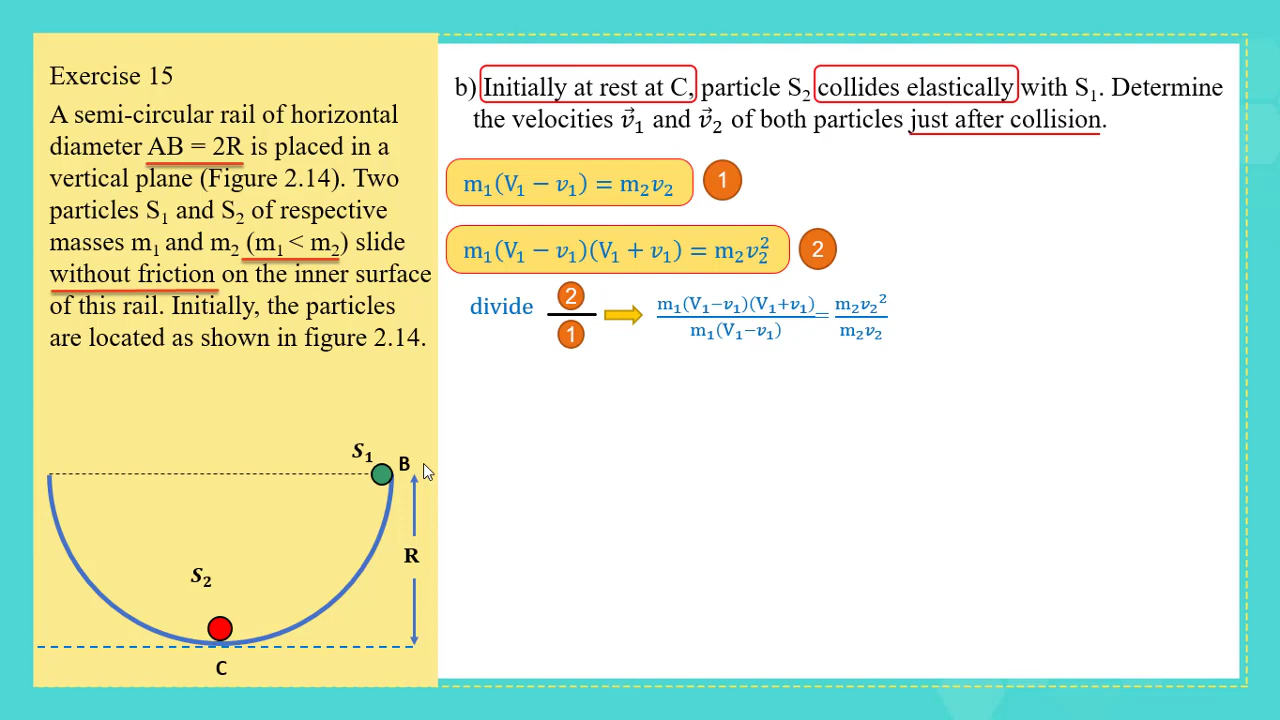 Exercise 15
A semi-circular rail of horizontal
diameter AB = 2R is placed in a
vertical plane (Figure 2.14). Two
particles S₁ and S₂ of respective
masses m₁ and m₂ (m₁ < m₂) slide
without friction on the inner surface
of this rail. Initially, the particles
are located as shown in figure 2.14.
S₁
B
R
S₂
C
b) Initially at rest at C, particle S₂ collides elastically with S₁. Determine
the velocities v⃗₁ and v⃗₂ of both particles just after collision.
m₁(V₁ − v₁) = m₂v₂ 1
m₁(V₁ − v₁)(V₁ + v₁) = m₂v₂² 2
divide 2/1 ⇒ m₁(V₁−v₁)(V₁+v₁)/m₁(V₁−v₁) = m₂v₂²/m₂v₂